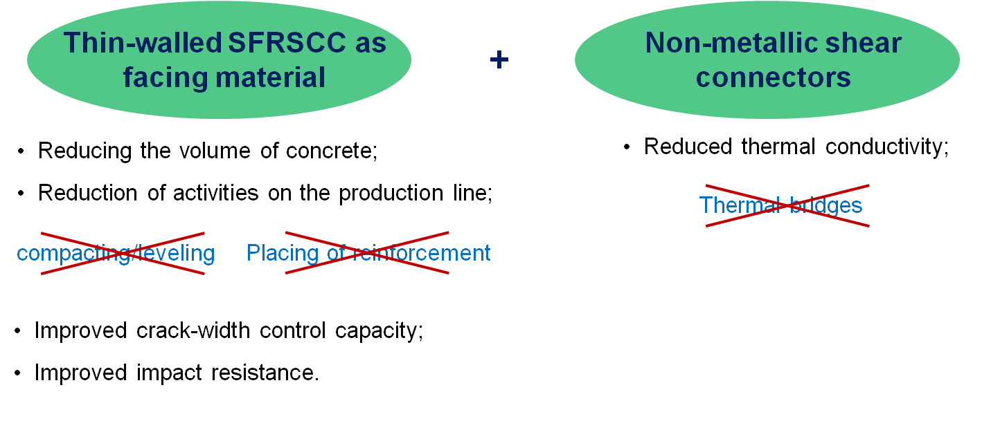 Thin-walled SFRSCC as
facing material
+
Non-metallic shear
connectors
• Reducing the volume of concrete;
• Reduction of activities on the production line;
compacting/leveling Placing of reinforcement
• Improved crack-width control capacity;
• Improved impact resistance.
• Reduced thermal conductivity;
Thermal bridges